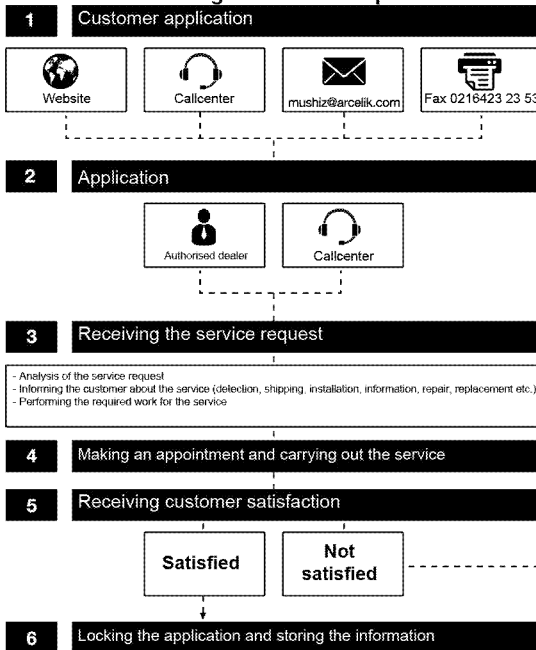 1 Customer application
Website
Callcenter
mushiz@arcelik.com
Fax 0216423 23 53
2 Application
Authorised dealer
Callcenter
3 Receiving the service request
- Analysis of the service request
- Informing the customer about the service (detection, shipping, installation, information, repair, replacement etc.)
- Performing the required work for the service
4 Making an appointment and carrying out the service
5 Receiving customer satisfaction
Satisfied
Not
satisfied
6 Locking the application and storing the information